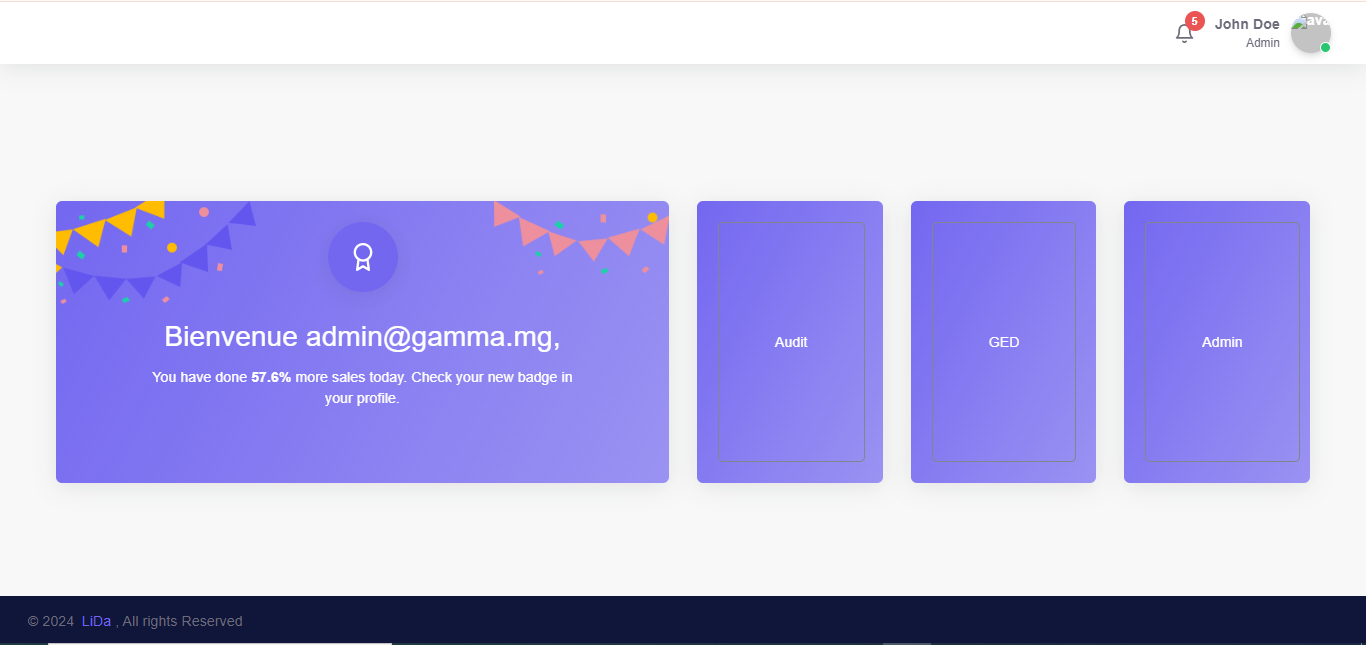 5
John Doe
Admin
ava
Bienvenue admin@gamma.mg,
You have done 57.6% more sales today. Check your new badge in
your profile.
Audit
GED
Admin
© 2024 LiDa , All rights Reserved